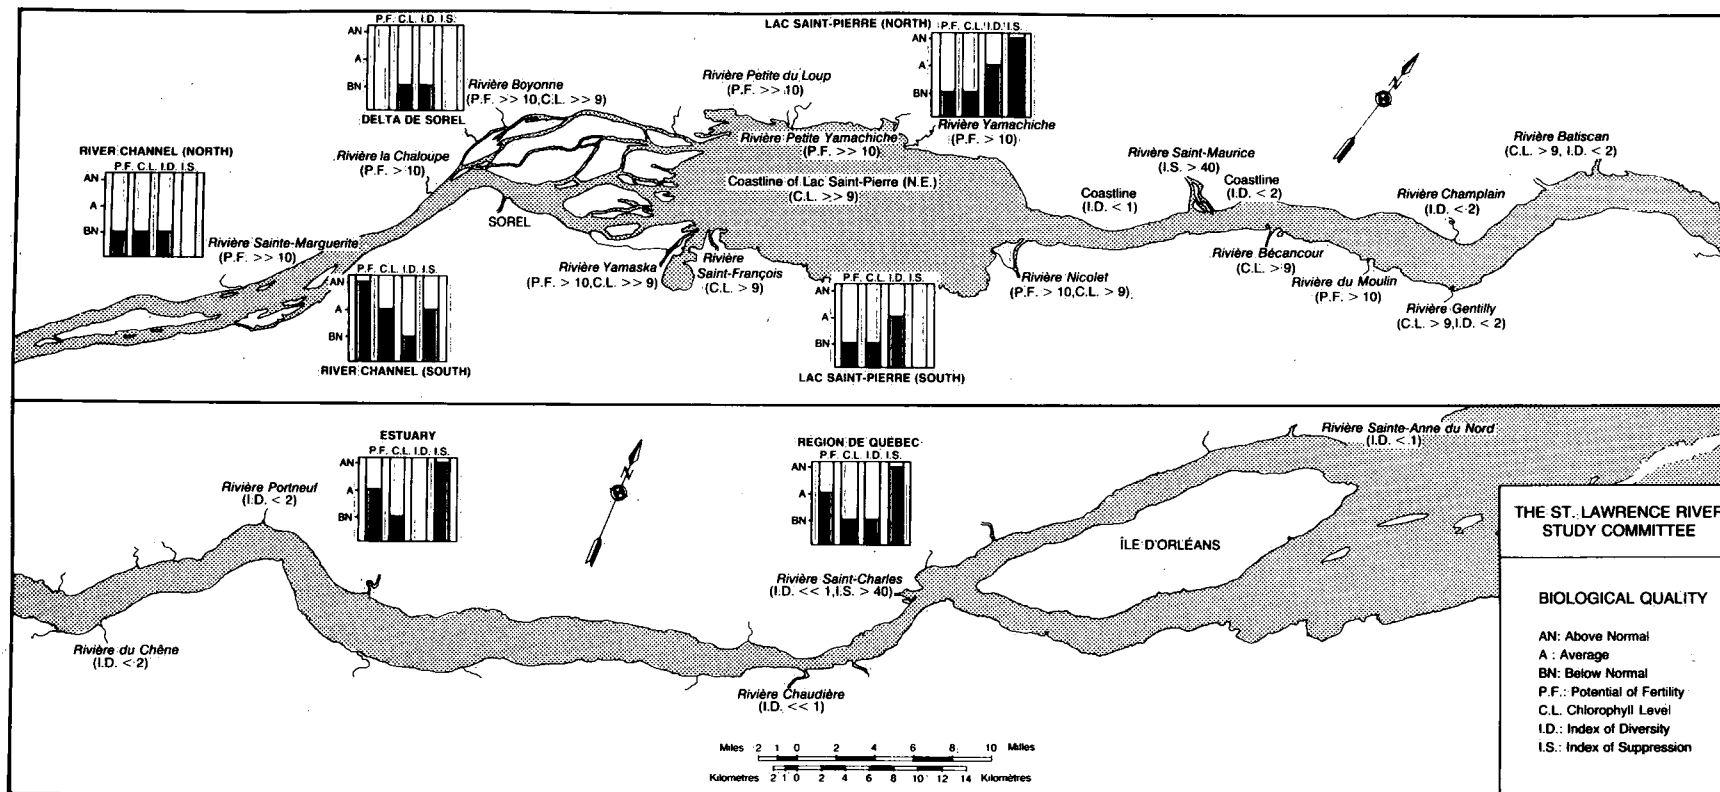 LAC SAINT-PIERRE (NORTH)
P.F. C.L. I.D. I.S.
AN
A
BN
P.F. C.L. I.D. I.S.
AN
A
BN
DELTA DE SOREL
Rivière Boyonne
(P.F. >> 10, C.L. >> 9)
Rivière Petite du Loup
(P.F. >> 10)
Rivière Yamachiche
(P.F. > 10)
Rivière Petite Yamachiche
(P.F. >> 10)
RIVER CHANNEL (NORTH)
P.F. C.L. I.D. I.S.
AN
A
BN
Rivière la Chaloupe
(P.F. > 10)
Coastline of Lac Saint-Pierre (N.E.)
(C.L. >> 9)
Rivière Saint-Maurice
(I.S. > 40)
Coastline
(I.D. < 1)
Coastline
(I.D. < 2)
Rivière Batiscan
(C.L. > 9, I.D. < 2)
Rivière Champlain
(I.D. < 2)
SOREL
Rivière Sainte-Marguerite
(P.F. >> 10)
Rivière Yamaska
(P.F. > 10, C.L. >> 9)
Rivière
Saint-François
(C.L. > 9)
Rivière Nicolet
(P.F. > 10, C.L. > 9)
Rivière Bécancour
(C.L. > 9)
Rivière du Moulin
(P.F. > 10)
Rivière Gentilly
(C.L. > 9, I.D. < 2)
P.F. C.L. I.D. I.S.
AN
A
BN
RIVER CHANNEL (SOUTH)
P.F. C.L. I.D. I.S.
AN
A
BN
LAC SAINT-PIERRE (SOUTH)
ESTUARY
P.F. C.L. I.D. I.S.
AN
A
BN
RÉGION DE QUÉBEC
P.F. C.L. I.D. I.S.
AN
A
BN
N
N
Rivière Sainte-Anne du Nord
(I.D. < 1)
Rivière Portneuf
(I.D. < 2)
ÎLE D'ORLÉANS
Rivière Saint-Charles
(I.D. << 1, I.S. > 40)
Rivière du Chêne
(I.D. < 2)
Rivière Chaudière
(I.D. << 1)
Miles 2 1 0 2 4 6 8 10 Milles
Kilometres 2 1 0 2 4 6 8 10 12 14 Kilomètres
THE ST. LAWRENCE RIVER
STUDY COMMITTEE
BIOLOGICAL QUALITY
AN: Above Normal
A : Average
BN: Below Normal
P.F.: Potential of Fertility
C.L. Chlorophyll Level
I.D.: Index of Diversity
I.S.: Index of Suppression